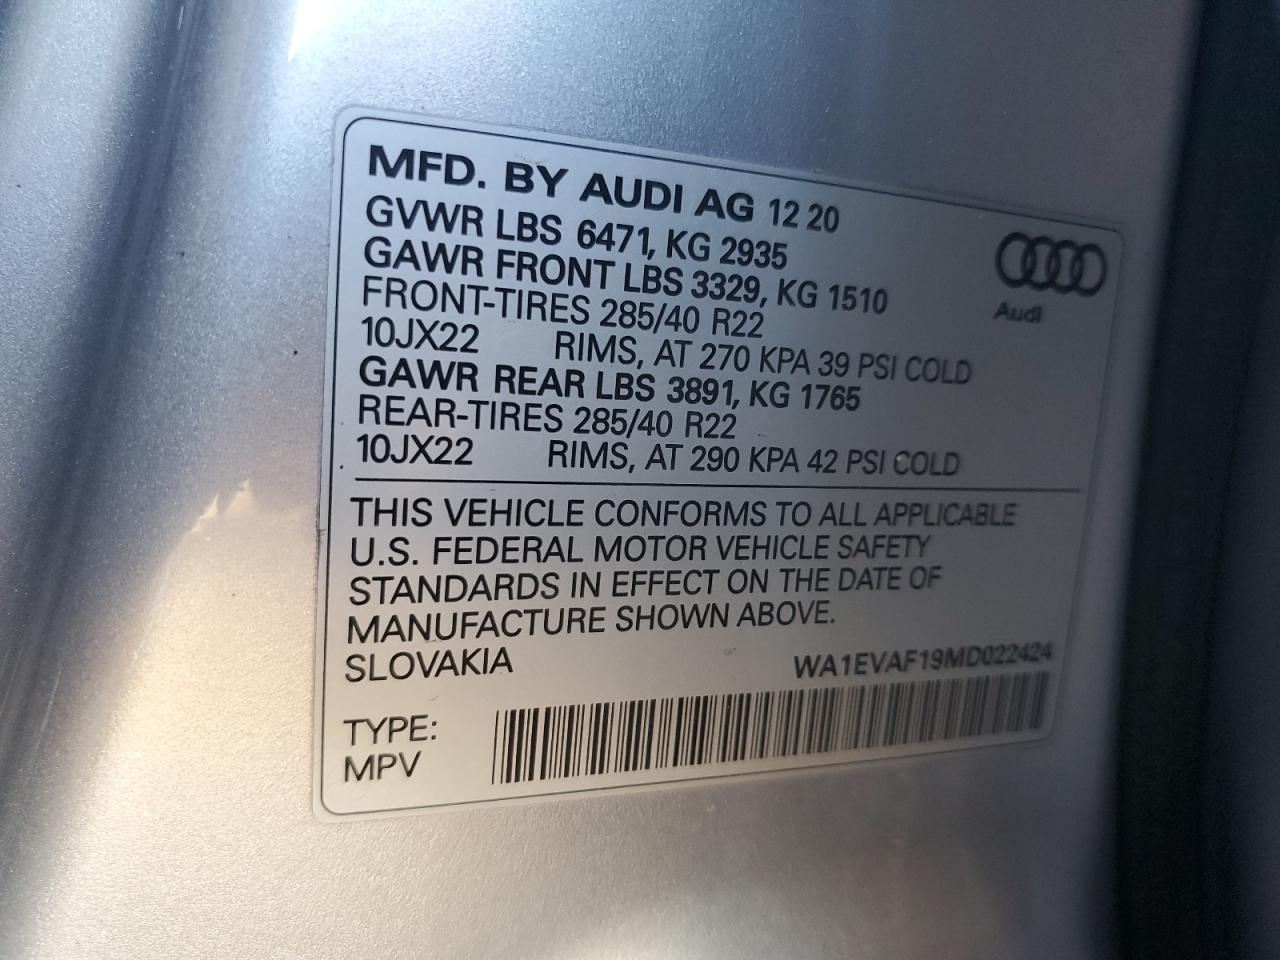 MFD. BY AUDI AG 12 20
GVWR LBS 6471, KG 2935
GAWR FRONT LBS 3329, KG 1510
FRONT-TIRES 285/40 R22
10JX22 RIMS, AT 270 KPA 39 PSI COLD
GAWR REAR LBS 3891, KG 1765
REAR-TIRES 285/40 R22
10JX22 RIMS, AT 290 KPA 42 PSI COLD
Audi
THIS VEHICLE CONFORMS TO ALL APPLICABLE
U.S. FEDERAL MOTOR VEHICLE SAFETY
STANDARDS IN EFFECT ON THE DATE OF
MANUFACTURE SHOWN ABOVE.
SLOVAKIA WA1EVAF19MD022424
TYPE:
MPV